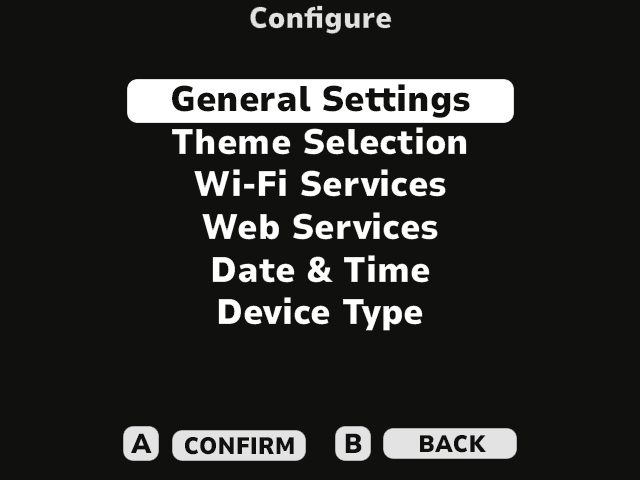 Configure
General Settings
Theme Selection
Wi-Fi Services
Web Services
Date & Time
Device Type
A CONFIRM B BACK